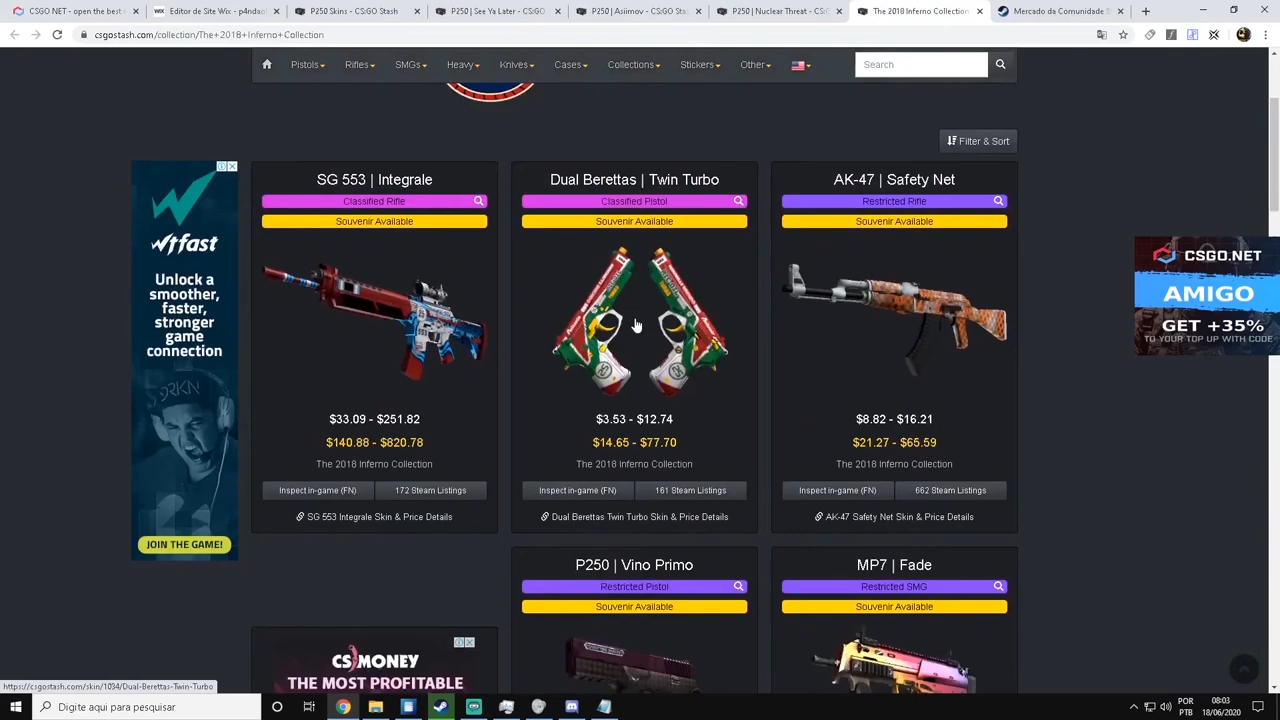 CSGO.NET - open the best
Editor de Site Wix - p4ndao
P250 Skins - CS:GO Stash
P250 | See Ya Later - CS:GO
P250 | Asiimov - CS:GO Sta
P250 | Nuclear Threat - CS:G
The 2018 Inferno Collection
Mercado da Comunidade S
csgostash.com/collection/The+2018+Inferno+Collection
Pistols Rifles SMGs Heavy Knives Cases Collections Stickers Other
Search
Filter & Sort
SG 553 | Integrale
Classified Rifle
Souvenir Available
$33.09 - $251.82
$140.88 - $820.78
The 2018 Inferno Collection
Inspect in-game (FN) 172 Steam Listings
SG 553 Integrale Skin & Price Details
Dual Berettas | Twin Turbo
Classified Pistol
Souvenir Available
$3.53 - $12.74
$14.65 - $77.70
The 2018 Inferno Collection
Inspect in-game (FN) 161 Steam Listings
Dual Berettas Twin Turbo Skin & Price Details
AK-47 | Safety Net
Restricted Rifle
Souvenir Available
$8.82 - $16.21
$21.27 - $65.59
The 2018 Inferno Collection
Inspect in-game (FN) 662 Steam Listings
AK-47 Safety Net Skin & Price Details
wtfast
Unlock a
smoother,
faster,
stronger
game
connection
JOIN THE GAME!
CSGO.NET
AMIGO
GET +35%
TO YOUR TOP UP WITH CODE
P250 | Vino Primo
Restricted Pistol
Souvenir Available
MP7 | Fade
Restricted SMG
Souvenir Available
CS MONEY
THE MOST PROFITABLE
https://csgostash.com/skin/1034/Dual-Berettas-Twin-Turbo
Digite aqui para pesquisar
POR
PTB
08:03
18/06/2020